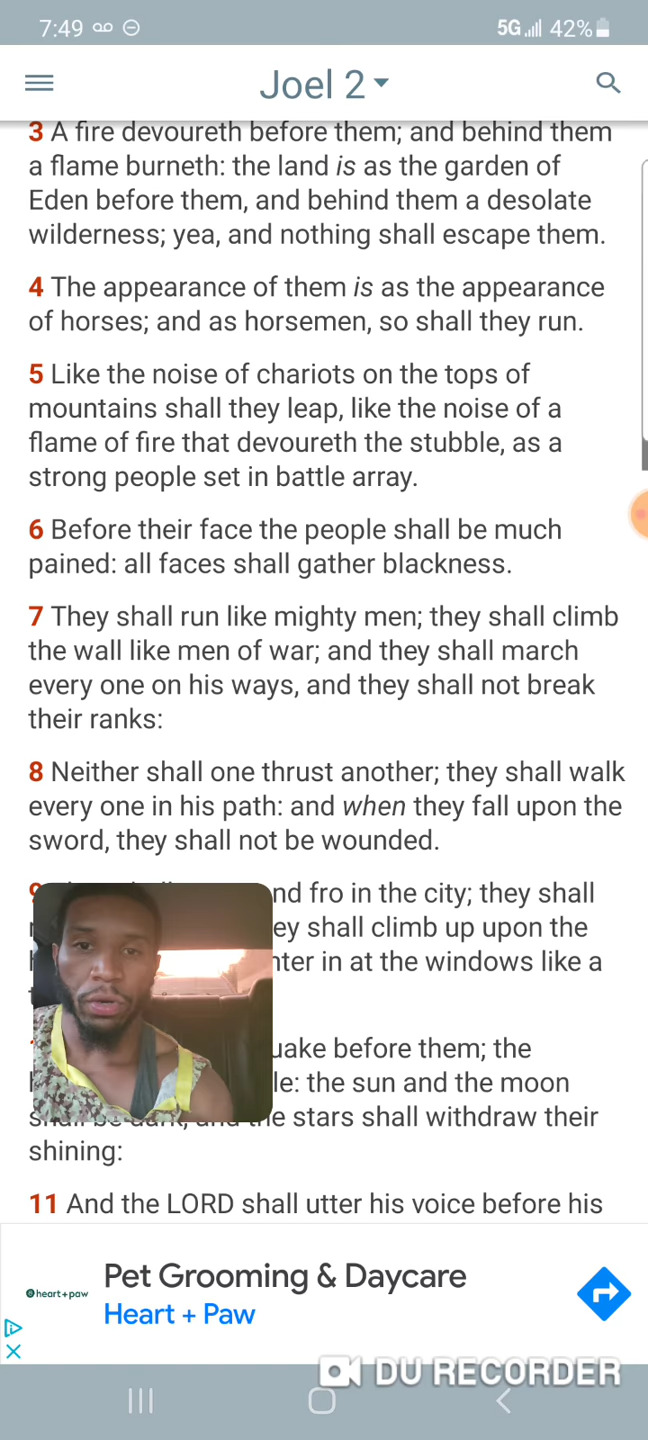 7:49
5G 42%
Joel 2
3 A fire devoureth before them; and behind them
a flame burneth: the land is as the garden of
Eden before them, and behind them a desolate
wilderness; yea, and nothing shall escape them.
4 The appearance of them is as the appearance
of horses; and as horsemen, so shall they run.
5 Like the noise of chariots on the tops of
mountains shall they leap, like the noise of a
flame of fire that devoureth the stubble, as a
strong people set in battle array.
6 Before their face the people shall be much
pained: all faces shall gather blackness.
7 They shall run like mighty men; they shall climb
the wall like men of war; and they shall march
every one on his ways, and they shall not break
their ranks:
8 Neither shall one thrust another; they shall walk
every one in his path: and when they fall upon the
sword, they shall not be wounded.
9 and fro in the city; they shall
shall climb up upon the
in at the windows like a
before them; the
the sun and the moon
shall be dark, and the stars shall withdraw their
shining:
11 And the LORD shall utter his voice before his
heart+paw
Pet Grooming & Daycare
Heart + Paw
DU RECORDER